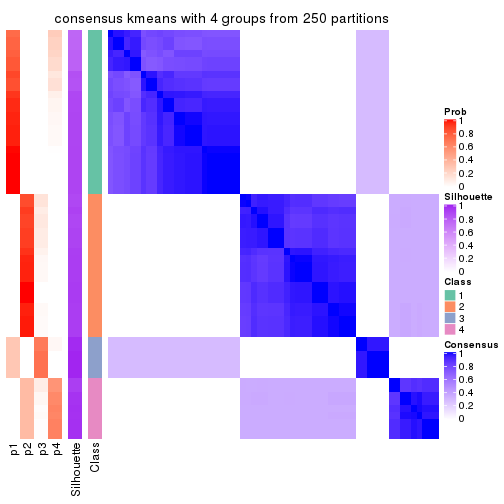 consensus kmeans with 4 groups from 250 partitions
Prob
1
0.8
0.6
0.4
0.2
0
Silhouette
1
0.8
0.6
0.4
0.2
0
Class
1
2
3
4
Consensus
1
0.8
0.6
0.4
0.2
0
p1
p2
p3
p4
Silhouette
Class